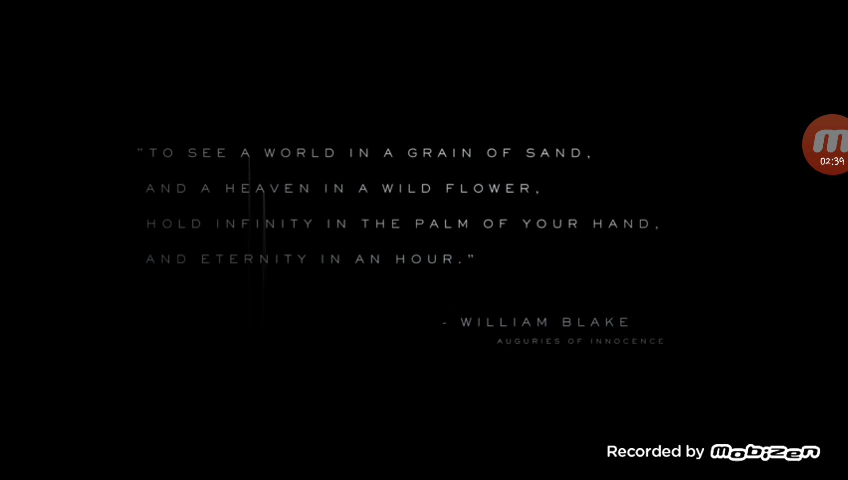 "TO SEE A WORLD IN A GRAIN OF SAND,
AND A HEAVEN IN A WILD FLOWER,
HOLD INFINITY IN THE PALM OF YOUR HAND,
AND ETERNITY IN AN HOUR."
- WILLIAM BLAKE
AUGURIES OF INNOCENCE
02:39
Recorded by mobizen